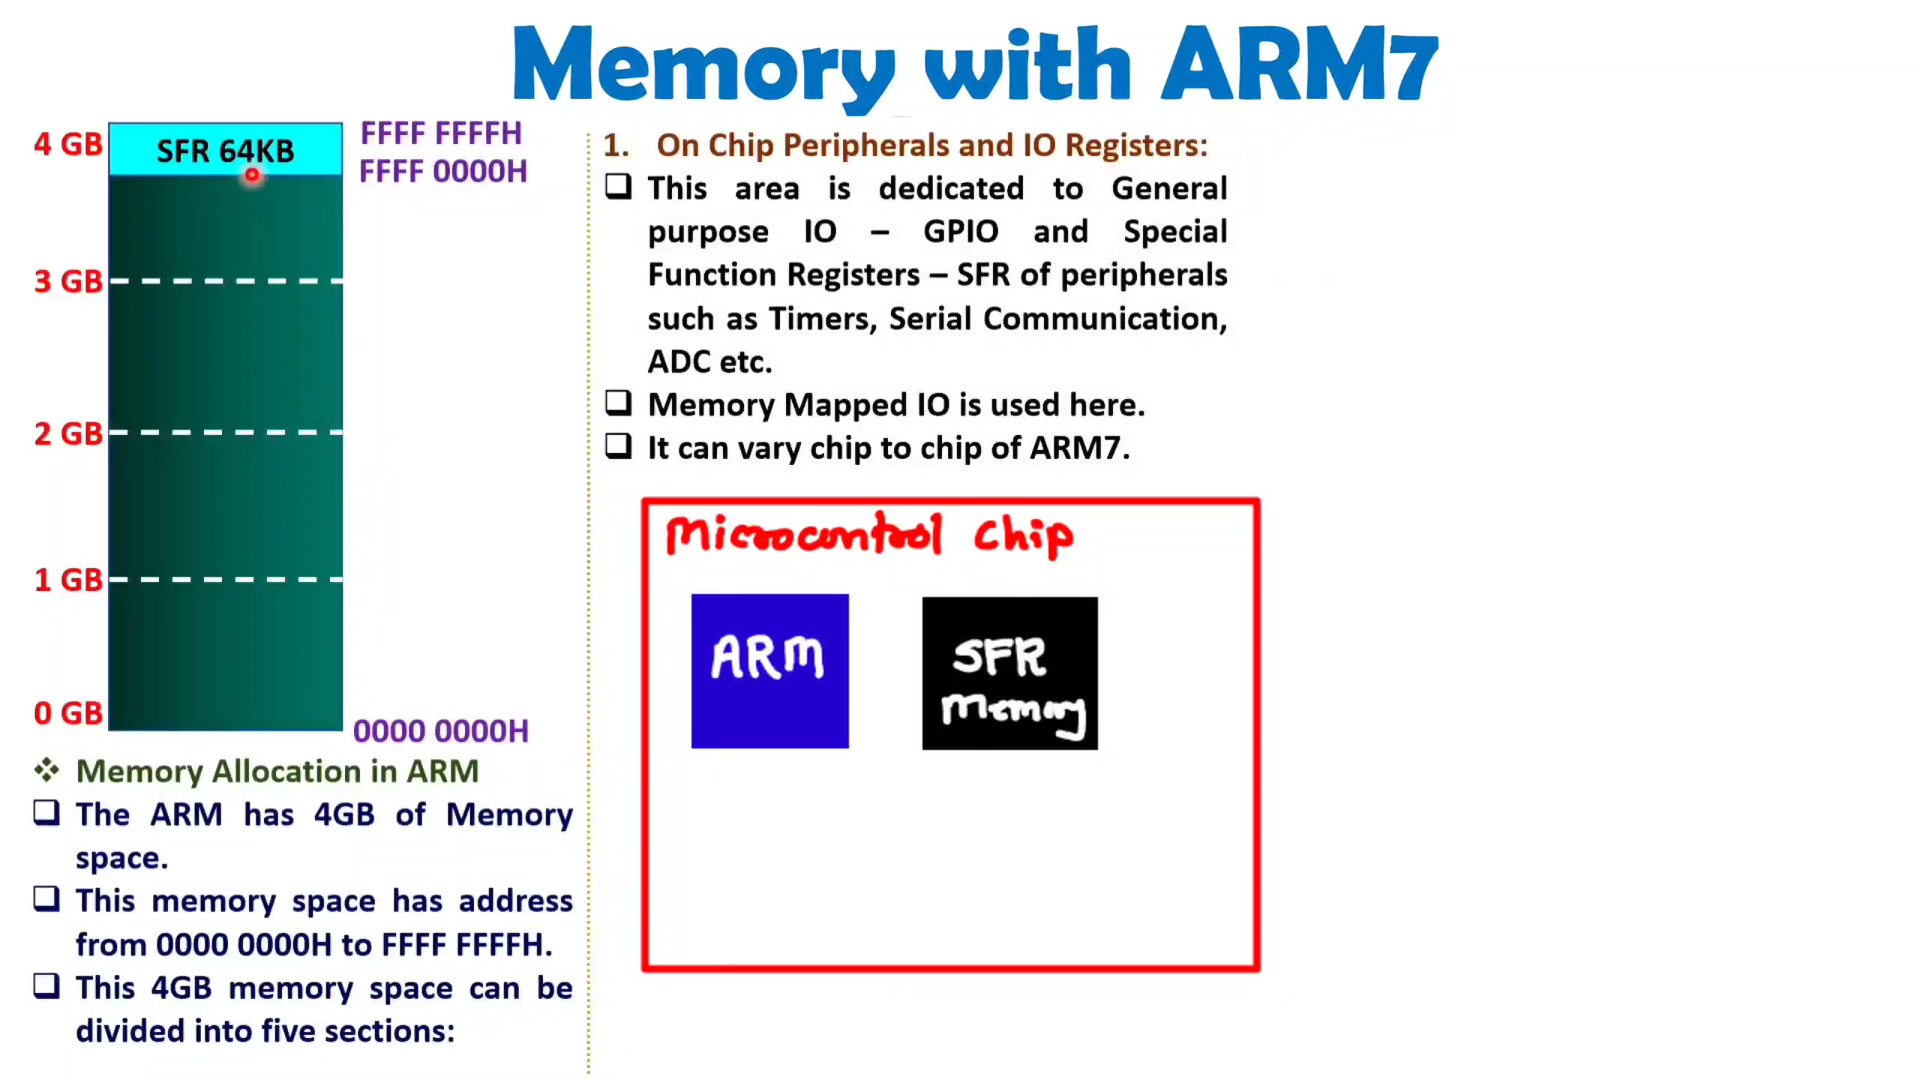 Memory with ARM7
4 GB
SFR 64KB
FFFF FFFFH
FFFF 0000H
3 GB
2 GB
1 GB
0 GB
0000 0000H
❖ Memory Allocation in ARM
❑ The ARM has 4GB of Memory
space.
❑ This memory space has address
from 0000 0000H to FFFF FFFFH.
❑ This 4GB memory space can be
divided into five sections:
1. On Chip Peripherals and IO Registers:
❑ This area is dedicated to General
purpose IO – GPIO and Special
Function Registers – SFR of peripherals
such as Timers, Serial Communication,
ADC etc.
❑ Memory Mapped IO is used here.
❑ It can vary chip to chip of ARM7.
Microcontrol Chip
ARM
SFR
Memory